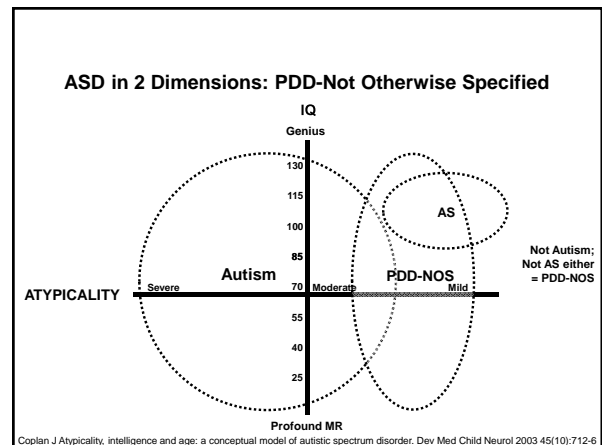 ASD in 2 Dimensions: PDD-Not Otherwise Specified
IQ
Genius
130
115
100
85
70
55
40
25
Profound MR
ATYPICALITY
Severe
Moderate
Mild
Autism
PDD-NOS
AS
Not Autism;
Not AS either
= PDD-NOS
Coplan J Atypicality, intelligence and age: a conceptual model of autistic spectrum disorder. Dev Med Child Neurol 2003 45(10):712-6